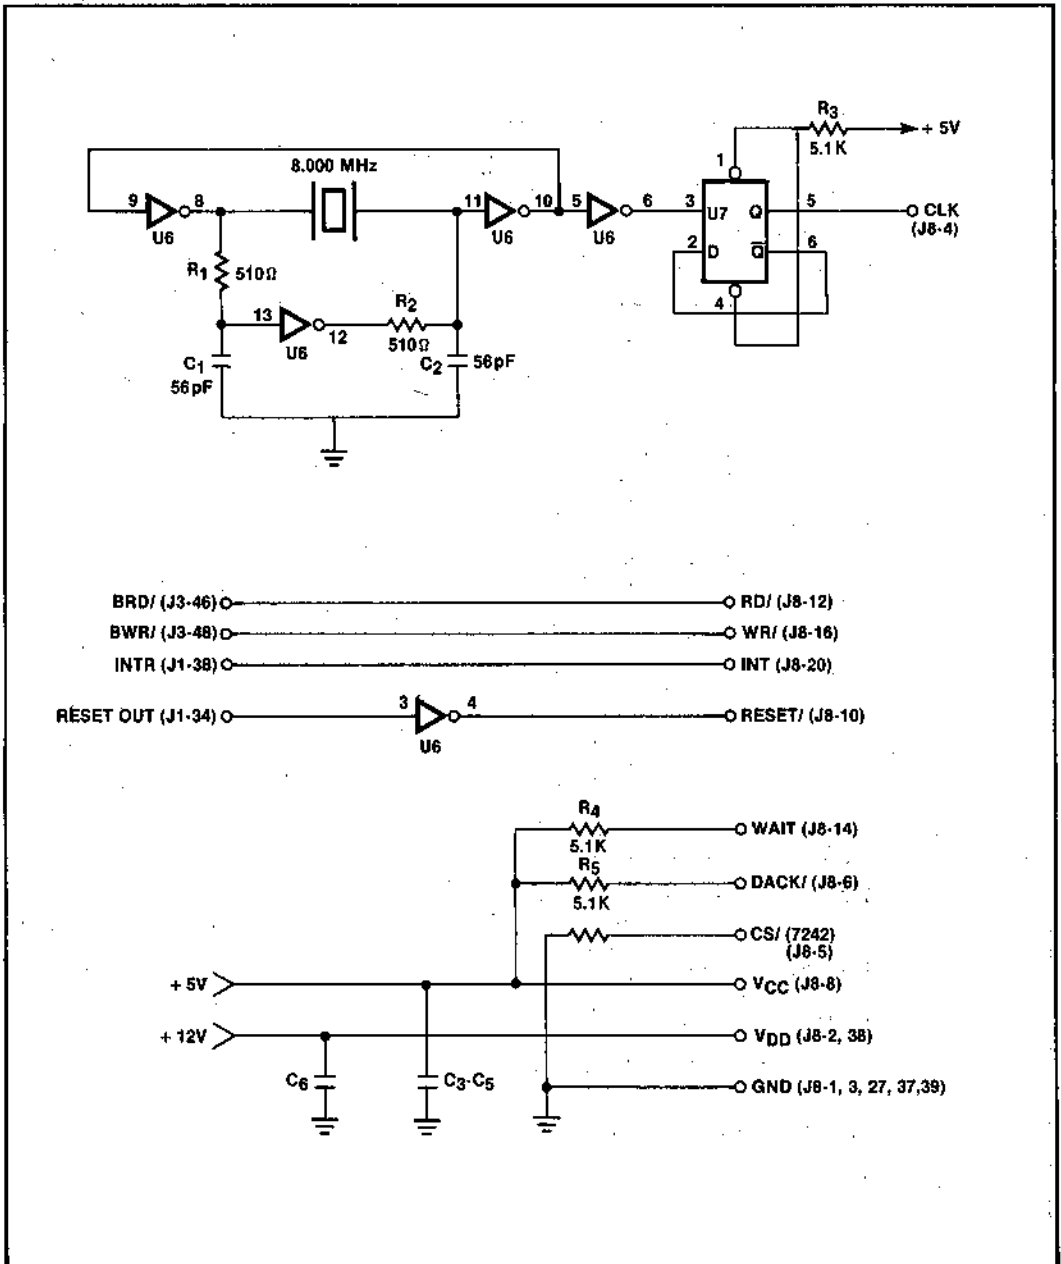 R3
5.1K
+ 5V
8.000 MHz
1
9
8
U6
11
10
U6
5
6
U6
3
U7
Q
5
CLK
(J8-4)
2
D
Q̅
6
4
R1
510Ω
13
12
U6
R2
510Ω
C1
56pF
C2
56pF
BRD/ (J3-46)
RD/ (J8-12)
BWR/ (J3-48)
WR/ (J8-16)
INTR (J1-38)
INT (J8-20)
RESET OUT (J1-34)
3
4
U6
RESET/ (J8-10)
R4
5.1K
WAIT (J8-14)
R5
5.1K
DACK/ (J8-6)
CS/ (7242)
(J8-5)
+ 5V
VCC (J8-8)
+ 12V
VDD (J8-2, 38)
C6
C3-C5
GND (J8-1, 3, 27, 37,39)